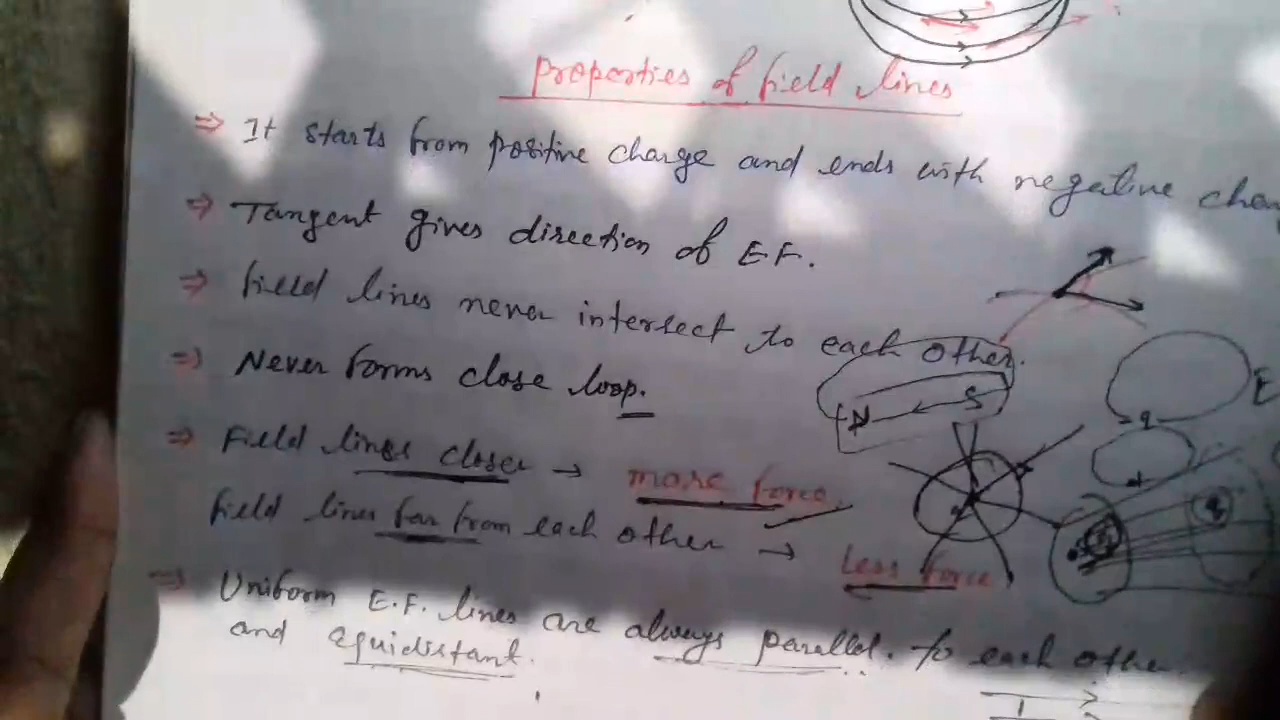 Properties of field lines
⇒ It starts from positive charge and ends with negative
⇒ Tangent gives direction of E.F.
⇒ field lines never intersect to each other.
⇒ Never forms close loop.
N S
⇒ Field lines closer → more force
field lines far from each other → Less force
⇒ Uniform E.F. lines are always parallel. to each other
and equidistant.